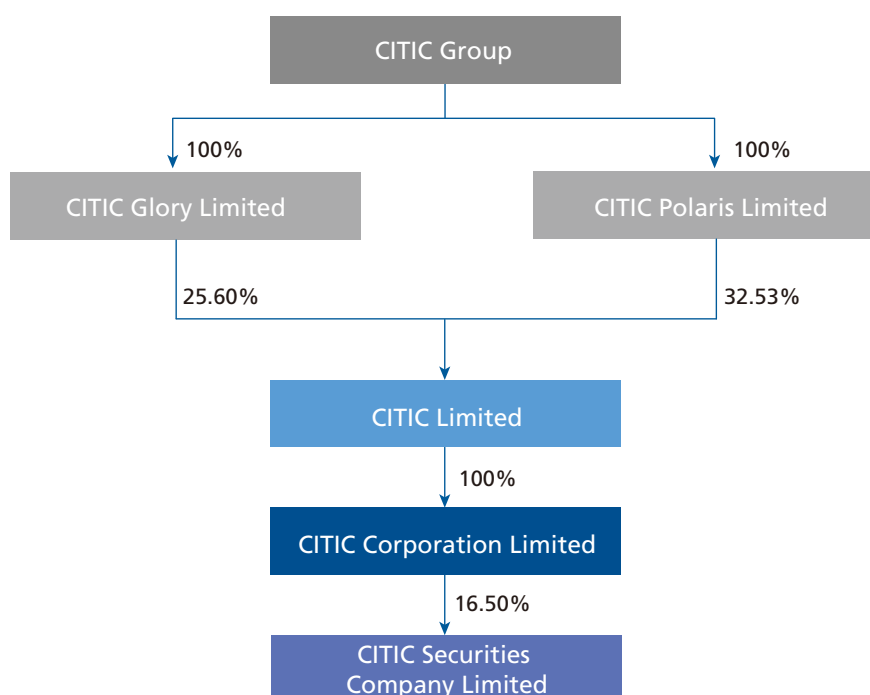 CITIC Group
100%
100%
CITIC Glory Limited
CITIC Polaris Limited
25.60%
32.53%
CITIC Limited
100%
CITIC Corporation Limited
16.50%
CITIC Securities
Company Limited